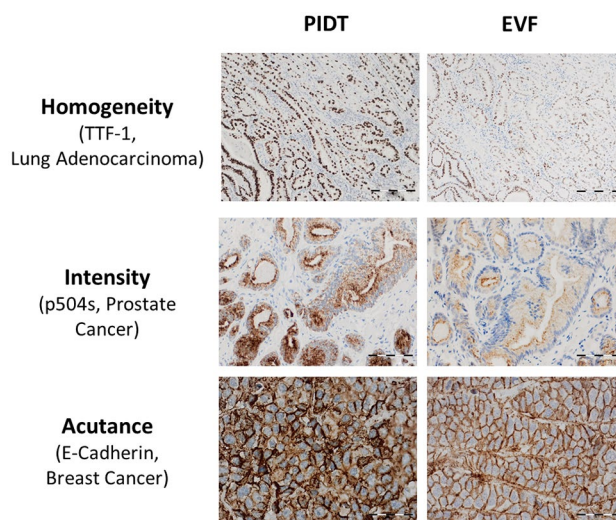 PIDT EVF
Homogeneity
(TTF-1,
Lung Adenocarcinoma)
Intensity
(p504s, Prostate
Cancer)
Acutance
(E-Cadherin,
Breast Cancer)